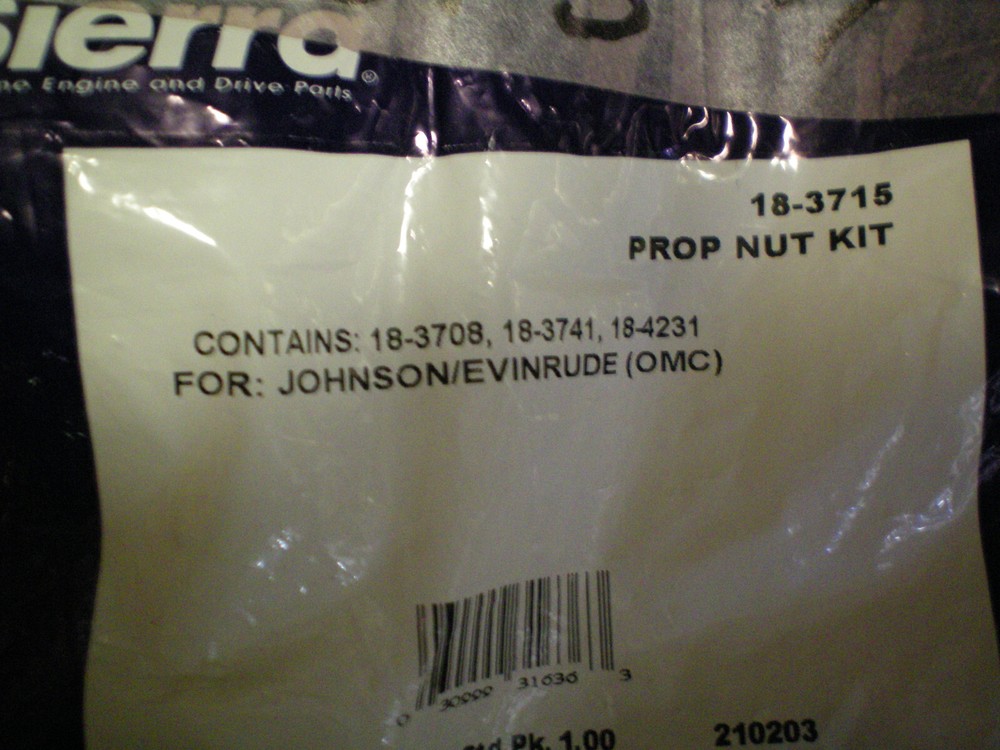 sierra®
ne Engine and Drive Parts
18-3715
PROP NUT KIT
CONTAINS: 18-3708, 18-3741, 18-4231
FOR: JOHNSON/EVINRUDE (OMC)
0 30999 31636 3
Std Pk. 1.00 210203